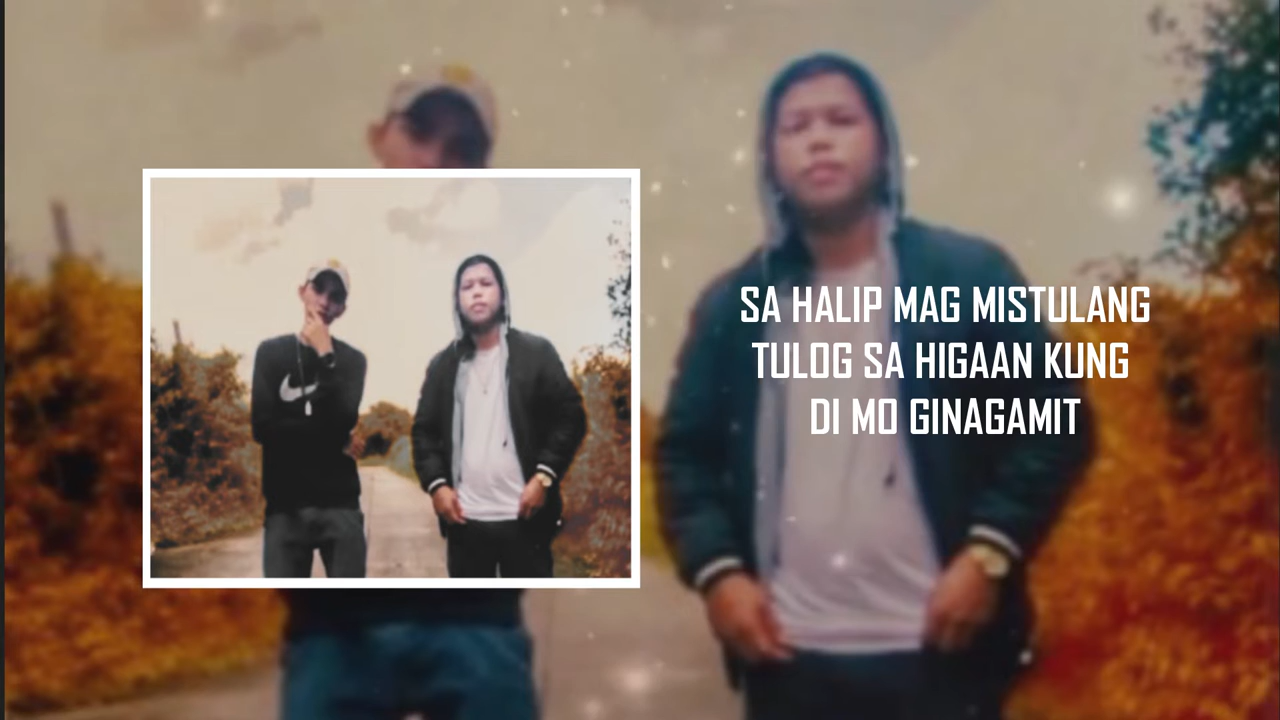 SA HALIP MAG MISTULANG
TULOG SA HIGAAN KUNG
DI MO GINAGAMIT